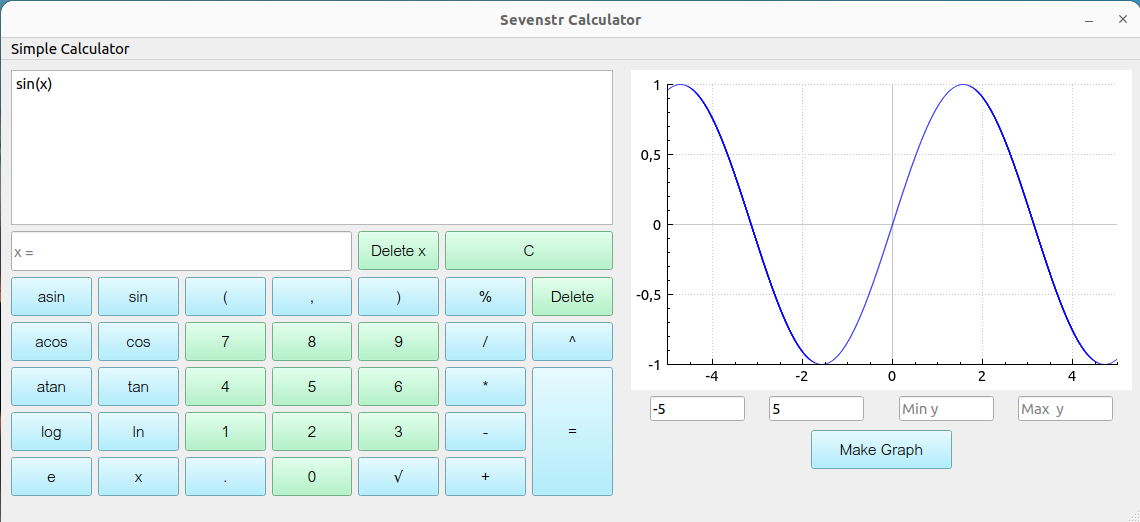 Sevenstr Calculator
Simple Calculator
sin(x)
x =
Delete x
C
asin sin ( , ) % Delete
acos cos 7 8 9 / ^
atan tan 4 5 6 *
log ln 1 2 3 - =
e x . 0 √ +
1
0,5
0
-0,5
-1
-4 -2 0 2 4
-5 5 Min y Max y
Make Graph